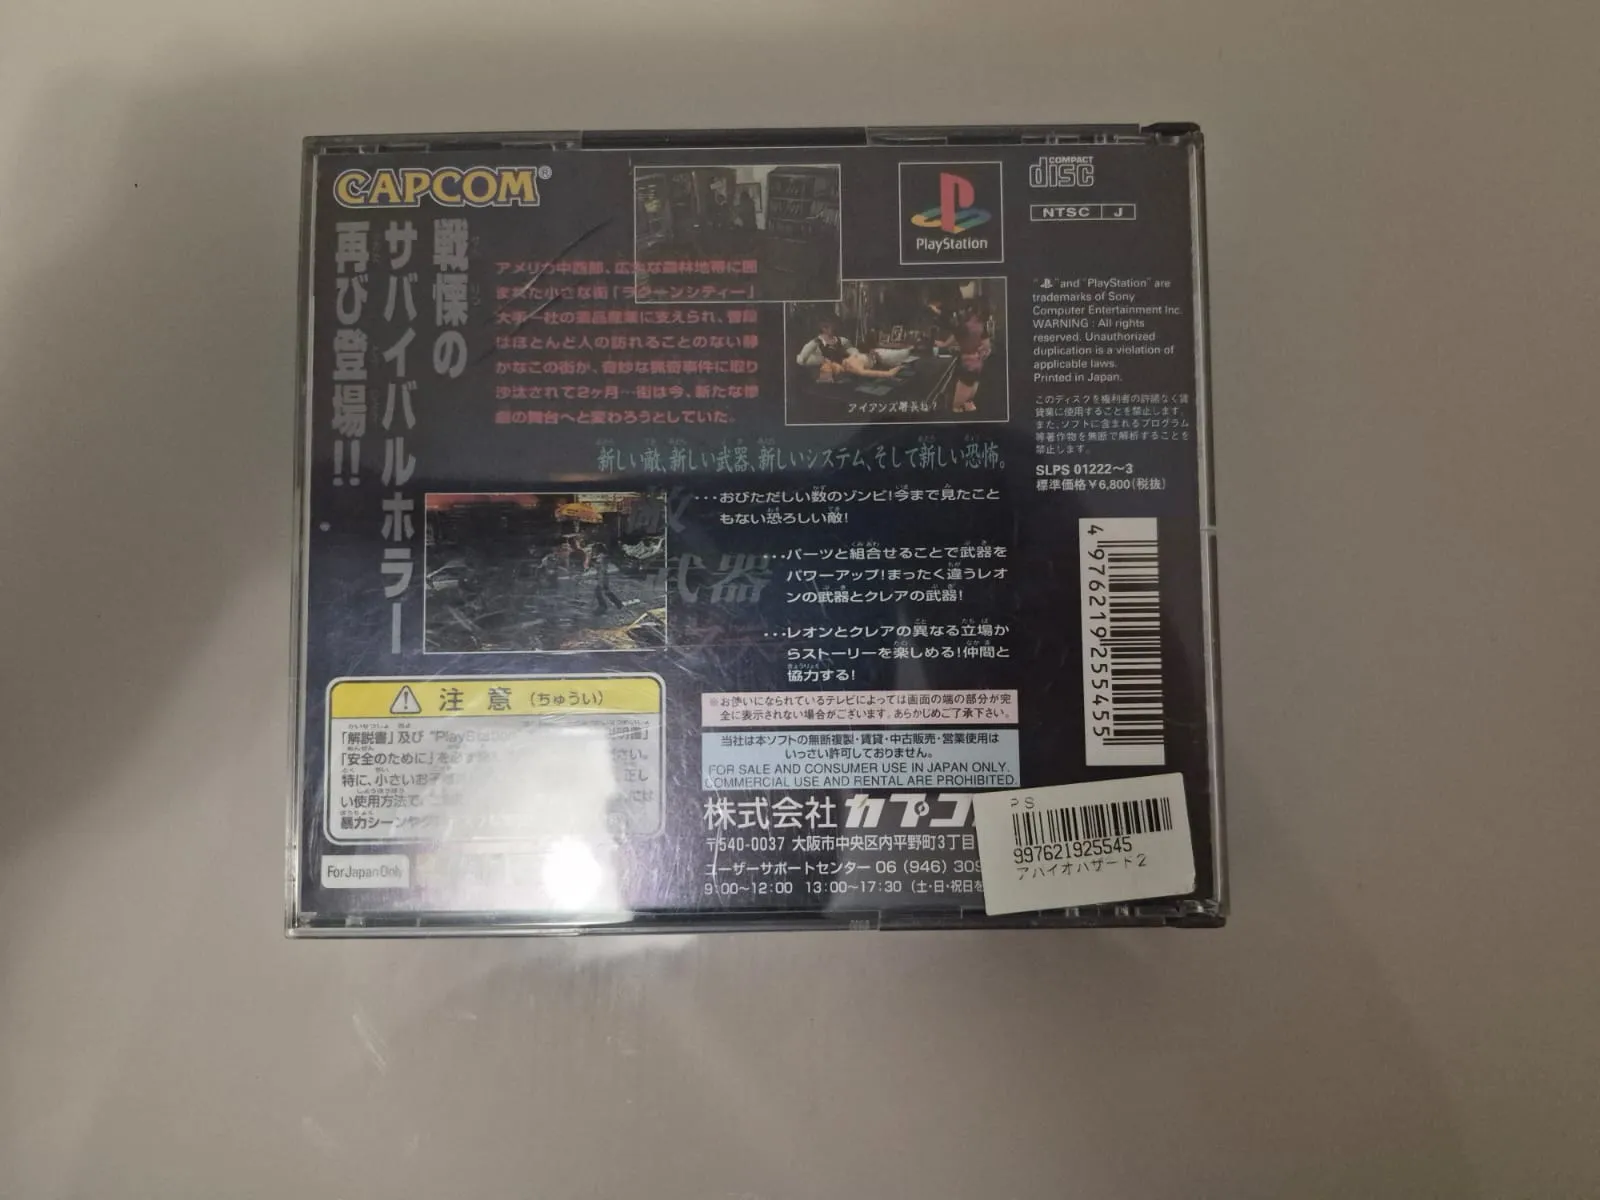 CAPCOM®
戦慄の
サバイバルホラー
再び登場!!
アメリカ中西部、広大な森林地帯に囲
まれた小さな街「ラクーンシティー」
大手一社の薬品産業に支えられ、普段
はほとんど人の訪れることのない静
かなこの街が、奇妙な猟奇事件に取り
沙汰されて2ヶ月…街は今、新たな惨
劇の舞台へと変わろうとしていた。
PlayStation
COMPACT
disc
NTSC J
アイアンズ署長ね?
" " and "PlayStation" are
trademarks of Sony
Computer Entertainment Inc.
WARNING : All rights
reserved. Unauthorized
duplication is a violation of
applicable laws.
Printed in Japan.
このディスクを権利者の許諾なく賃
貸業に使用することを禁止します。
また、ソフトに含まれるプログラム
等著作物を無断で解析することを
禁止します。
SLPS 01222〜3
標準価格¥6,800(税抜)
新しい敵、新しい武器、新しいシステム、そして新しい恐怖。
敵
…おびただしい数のゾンビ!今まで見たこと
もない恐ろしい敵!
武器
…パーツと組合せることで武器を
パワーアップ!まったく違うレオ
ンの武器とクレアの武器!
…レオンとクレアの異なる立場か
らストーリーを楽しめる!仲間と
協力する!
4976219255455
注意(ちゅうい)
「解説書」及び "PlayStation 説明書」
「安全のために」を必ず ださい。
特に、小さいお子 正し
い使用方法で
暴力シーンや
For Japan Only
※お使いになられているテレビによっては画面の端の部分が完
全に表示されない場合がございます。あらかじめご了承下さい。
当社は本ソフトの無断複製・賃貸・中古販売・営業使用は
いっさい許可しておりません。
FOR SALE AND CONSUMER USE IN JAPAN ONLY.
COMMERCIAL USE AND RENTAL ARE PROHIBITED.
株式会社カプコ
〒540-0037 大阪市中央区内平野町3丁目
ユーザーサポートセンター 06 (946) 309
9:00〜12:00 13:00〜17:30 (土・日・祝日を
PS
997621925545
アバイオハザード2